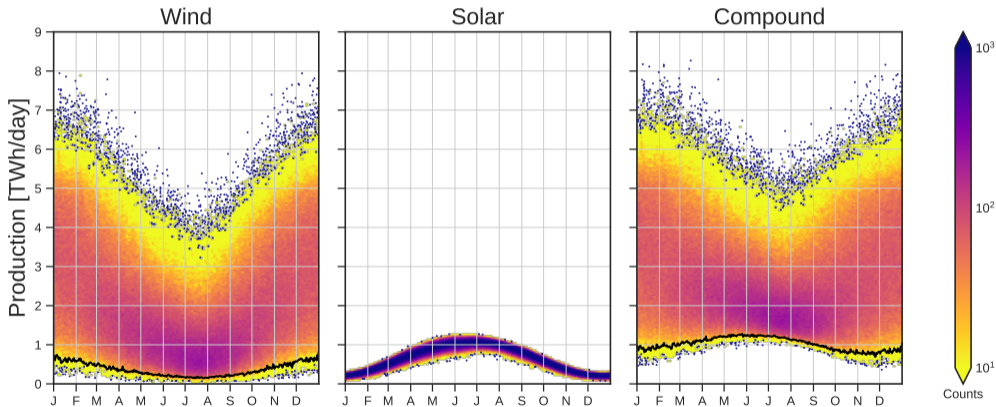 Wind Solar Compound
Production [TWh/day]
9
8
7
6
5
4
3
2
1
0
J F M A M J J A S O N D
J F M A M J J A S O N D
J F M A M J J A S O N D
10³
10²
10¹
Counts